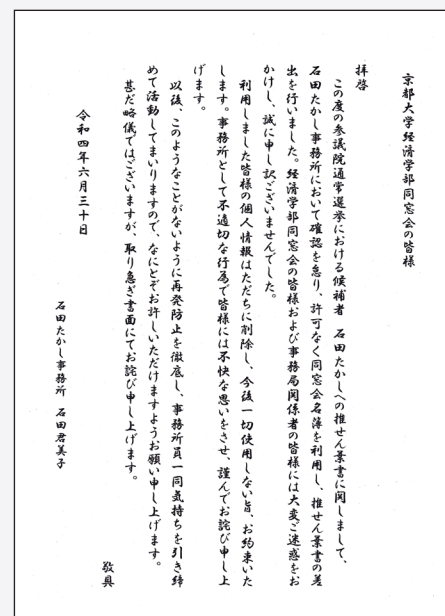 京都大学経済学部同窓会の皆様
拝啓
この度の参議院通常選挙における候補者　石田たかしへの推せん葉書に関しまして、
石田たかし事務所において確認を怠り、許可なく同窓会名簿を利用し、推せん葉書の差
出を行いました。経済学部同窓会の皆様および事務局関係者の皆様には大変ご迷惑をお
かけし、誠に申し訳ございませんでした。
利用しました皆様の個人情報はただちに削除し、今後一切使用しない旨、お約束いた
します。事務所として不適切な行為で皆様には不快な思いをさせ、謹んでお詫び申し上
げます。
以後、このようなことがないように再発防止を徹底し、事務所員一同気持ちを引き締
めて活動してまいりますので、なにとぞお許しいただけますようお願い申し上げます。
甚だ略儀ではございますが、取り急ぎ書面にてお詫び申し上げます。
敬具
令和四年六月三十日
石田たかし事務所　石田君美子